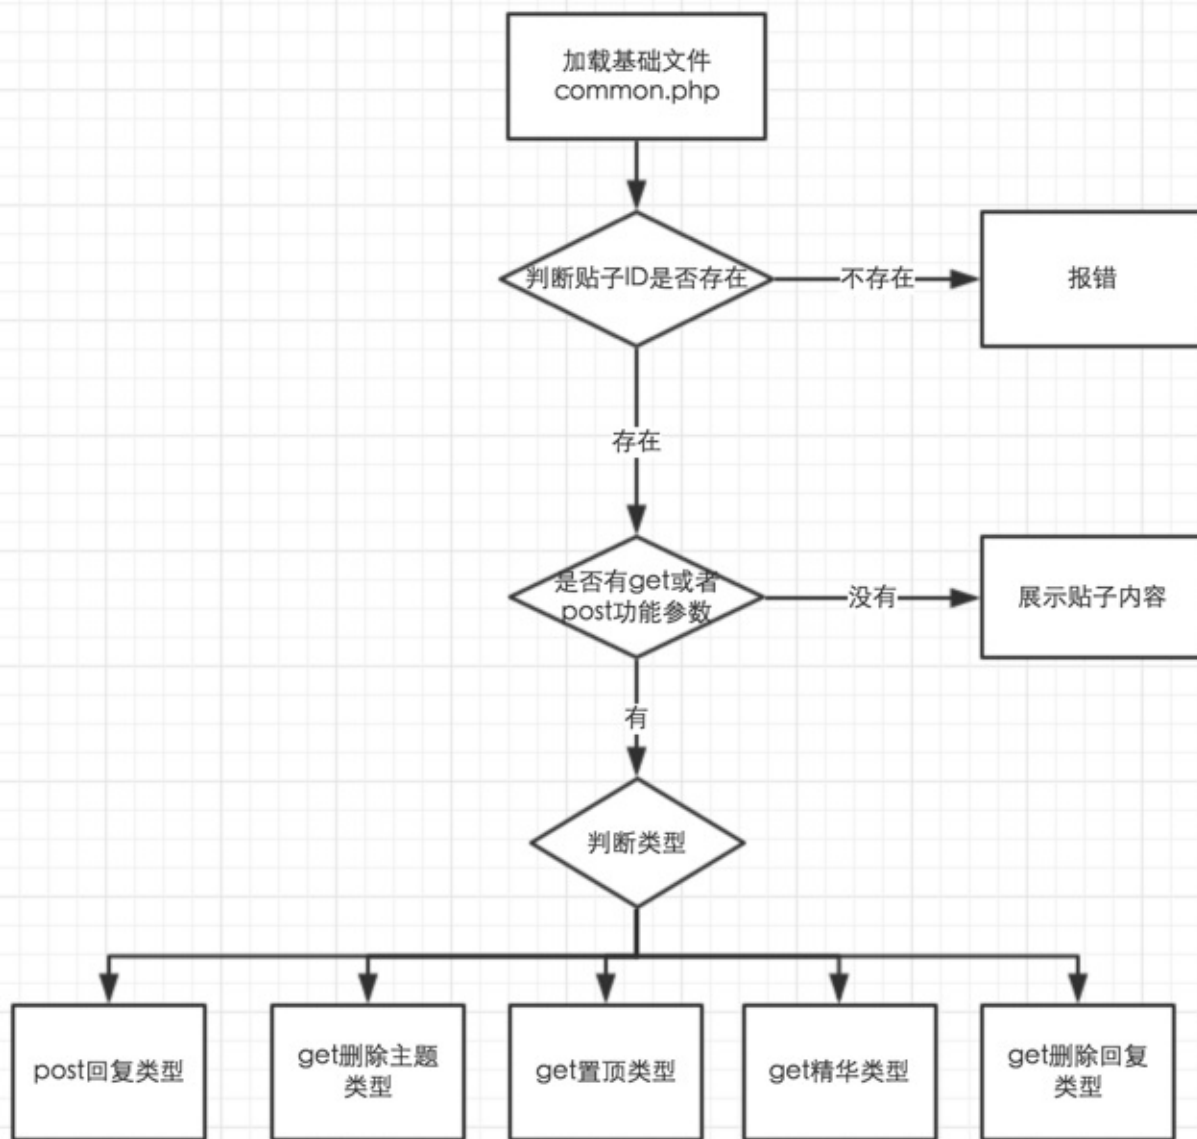 加载基础文件
common.php
判断贴子ID是否存在
不存在
报错
存在
是否有get或者
post功能参数
没有
展示贴子内容
有
判断类型
post回复类型
get删除主题
类型
get置顶类型
get精华类型
get删除回复
类型